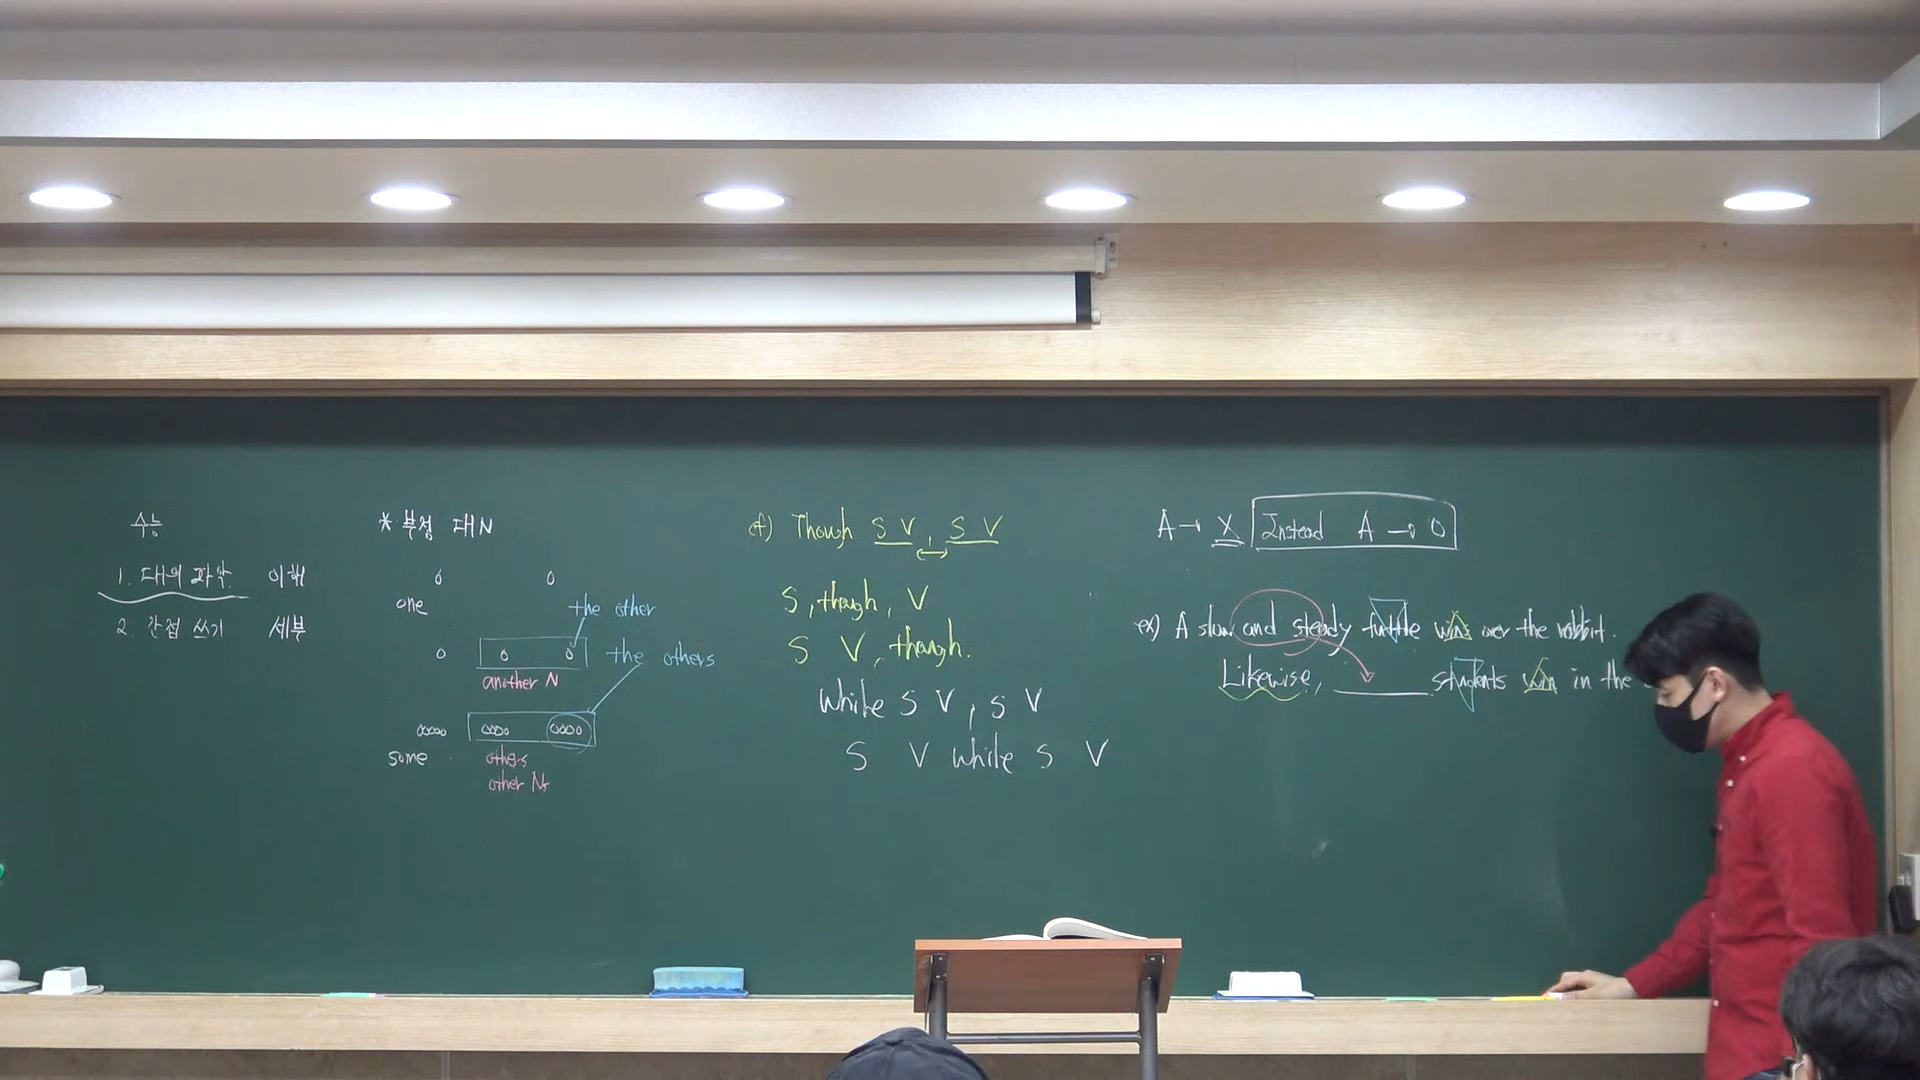 수능
1. 대의 파악 이해
2. 간접 쓰기 세부
* 부정 대N
one
the other
the others
another N
some
others
other Ns
cf) Though S V, S V
S, though, V
S V, though.
While S V, S V
S V while S V
A → X Instead A → O
ex) A slow and steady turtle wins over the rabbit.
Likewise, ______ students win in the